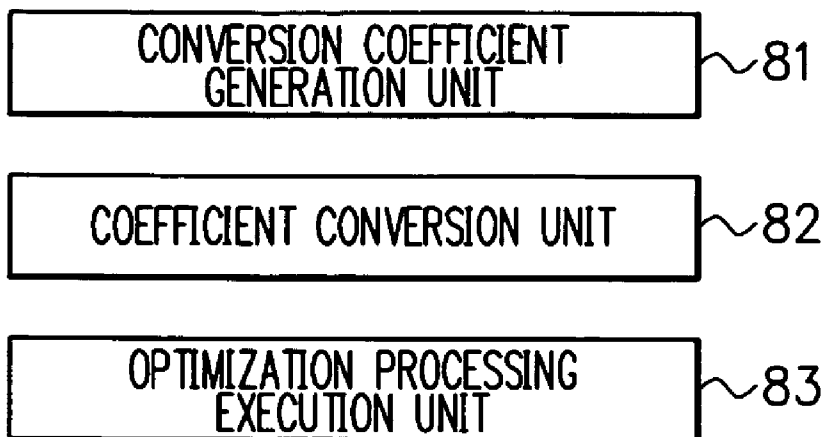 CONVERSION COEFFICIENT
GENERATION UNIT
81
COEFFICIENT CONVERSION UNIT
82
OPTIMIZATION PROCESSING
EXECUTION UNIT
83